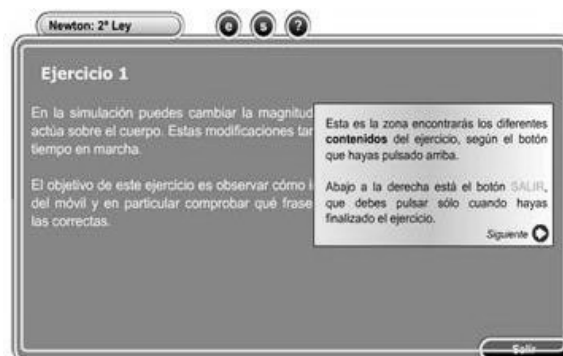 Newton: 2ª Ley
e s ?
Ejercicio 1
En la simulación puedes cambiar la magnitud
actúa sobre el cuerpo. Estas modificaciones tan
tiempo en marcha.
El objetivo de este ejercicio es observar cómo i
del móvil y en particular comprobar qué frase
las correctas.
Esta es la zona encontrarás los diferentes
contenidos del ejercicio, según el botón
que hayas pulsado arriba.
Abajo a la derecha está el botón SALIR,
que debes pulsar sólo cuando hayas
finalizado el ejercicio.
Siguiente
Salir